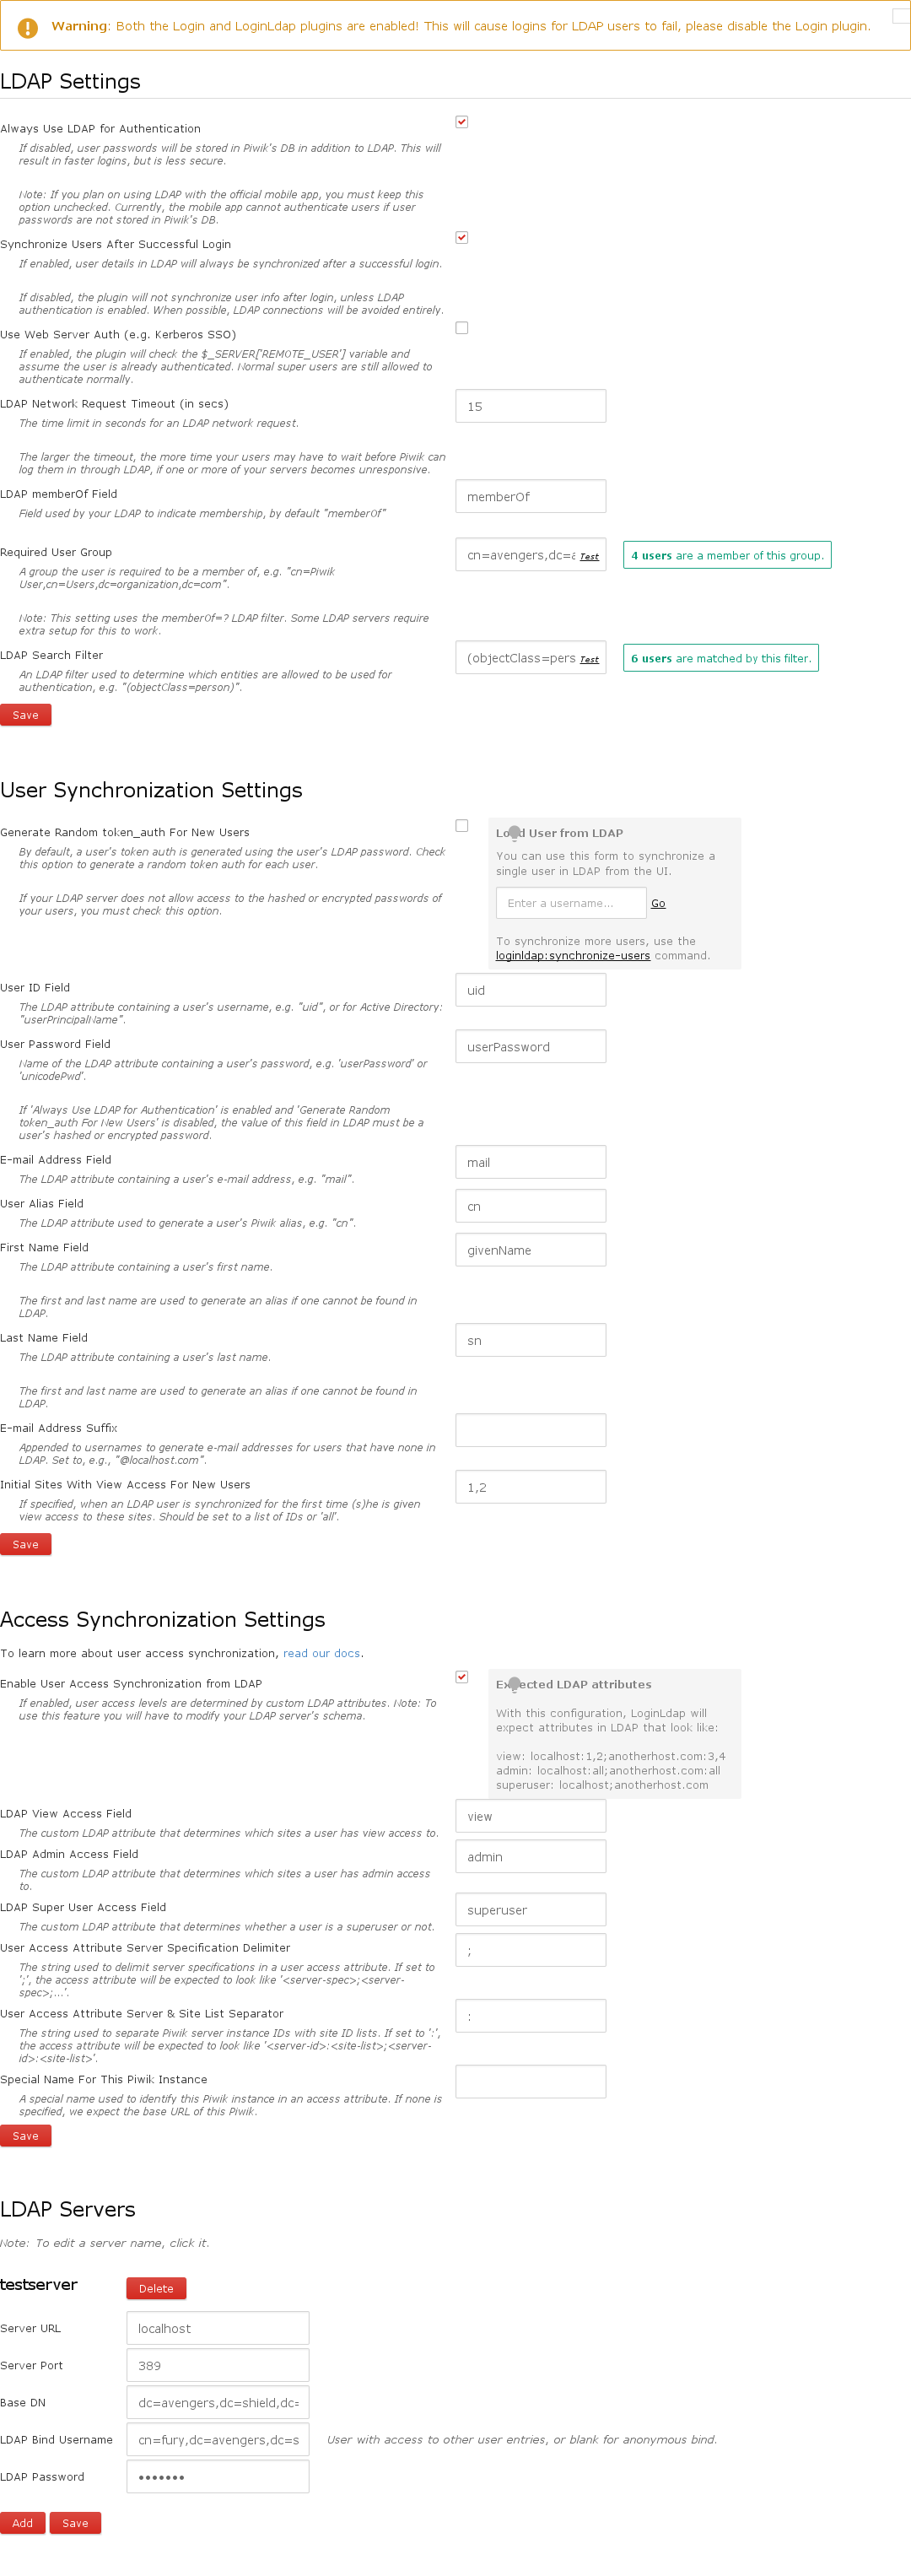 Warning: Both the Login and LoginLdap plugins are enabled! This will cause logins for LDAP users to fail, please disable the Login plugin.
LDAP Settings
Always Use LDAP for Authentication
If disabled, user passwords will be stored in Piwik's DB in addition to LDAP. This will
result in faster logins, but is less secure.
Note: If you plan on using LDAP with the official mobile app, you must keep this
option unchecked. Currently, the mobile app cannot authenticate users if user
passwords are not stored in Piwik's DB.
Synchronize Users After Successful Login
If enabled, user details in LDAP will always be synchronized after a successful login.
If disabled, the plugin will not synchronize user info after login, unless LDAP
authentication is enabled. When possible, LDAP connections will be avoided entirely.
Use Web Server Auth (e.g. Kerberos SSO)
If enabled, the plugin will check the $_SERVER['REMOTE_USER'] variable and
assume the user is already authenticated. Normal super users are still allowed to
authenticate normally.
LDAP Network Request Timeout (in secs)
15
The time limit in seconds for an LDAP network request.
The larger the timeout, the more time your users may have to wait before Piwik can
log them in through LDAP, if one or more of your servers becomes unresponsive.
LDAP memberOf Field
memberOf
Field used by your LDAP to indicate membership, by default "memberOf"
Required User Group
cn=avengers,dc=a Test
4 users are a member of this group.
A group the user is required to be a member of, e.g. "cn=Piwik
User,cn=Users,dc=organization,dc=com".
Note: This setting uses the memberOf=? LDAP filter. Some LDAP servers require
extra setup for this to work.
LDAP Search Filter
(objectClass=pers Test
6 users are matched by this filter.
An LDAP filter used to determine which entities are allowed to be used for
authentication, e.g. "(objectClass=person)".
Save
User Synchronization Settings
Generate Random token_auth For New Users
By default, a user's token auth is generated using the user's LDAP password. Check
this option to generate a random token auth for each user.
If your LDAP server does not allow access to the hashed or encrypted passwords of
your users, you must check this option.
Load User from LDAP
You can use this form to synchronize a
single user in LDAP from the UI.
Enter a username... Go
To synchronize more users, use the
loginldap:synchronize-users command.
User ID Field
uid
The LDAP attribute containing a user's username, e.g. "uid", or for Active Directory:
"userPrincipalName".
User Password Field
userPassword
Name of the LDAP attribute containing a user's password, e.g. 'userPassword' or
'unicodePwd'.
If 'Always Use LDAP for Authentication' is enabled and 'Generate Random
token_auth For New Users' is disabled, the value of this field in LDAP must be a
user's hashed or encrypted password.
E-mail Address Field
mail
The LDAP attribute containing a user's e-mail address, e.g. "mail".
User Alias Field
cn
The LDAP attribute used to generate a user's Piwik alias, e.g. "cn".
First Name Field
givenName
The LDAP attribute containing a user's first name.
The first and last name are used to generate an alias if one cannot be found in
LDAP.
Last Name Field
sn
The LDAP attribute containing a user's last name.
The first and last name are used to generate an alias if one cannot be found in
LDAP.
E-mail Address Suffix
Appended to usernames to generate e-mail addresses for users that have none in
LDAP. Set to, e.g., "@localhost.com".
Initial Sites With View Access For New Users
1,2
If specified, when an LDAP user is synchronized for the first time (s)he is given
view access to these sites. Should be set to a list of IDs or 'all'.
Save
Access Synchronization Settings
To learn more about user access synchronization, read our docs.
Enable User Access Synchronization from LDAP
If enabled, user access levels are determined by custom LDAP attributes. Note: To
use this feature you will have to modify your LDAP server's schema.
Expected LDAP attributes
With this configuration, LoginLdap will
expect attributes in LDAP that look like:
view: localhost:1,2;anotherhost.com:3,4
admin: localhost:all;anotherhost.com:all
superuser: localhost;anotherhost.com
LDAP View Access Field
view
The custom LDAP attribute that determines which sites a user has view access to.
LDAP Admin Access Field
admin
The custom LDAP attribute that determines which sites a user has admin access
to.
LDAP Super User Access Field
superuser
The custom LDAP attribute that determines whether a user is a superuser or not.
User Access Attribute Server Specification Delimiter
;
The string used to delimit server specifications in a user access attribute. If set to
';', the access attribute will be expected to look like '<server-spec>;<server-
spec>;...'.
User Access Attribute Server & Site List Separator
:
The string used to separate Piwik server instance IDs with site ID lists. If set to ':',
the access attribute will be expected to look like '<server-id>:<site-list>;<server-
id>:<site-list>'.
Special Name For This Piwik Instance
A special name used to identify this Piwik instance in an access attribute. If none is
specified, we expect the base URL of this Piwik.
Save
LDAP Servers
Note: To edit a server name, click it.
testserver
Delete
Server URL
localhost
Server Port
389
Base DN
dc=avengers,dc=shield,dc=
LDAP Bind Username
cn=fury,dc=avengers,dc=s
User with access to other user entries, or blank for anonymous bind.
LDAP Password
•••••••
Add Save